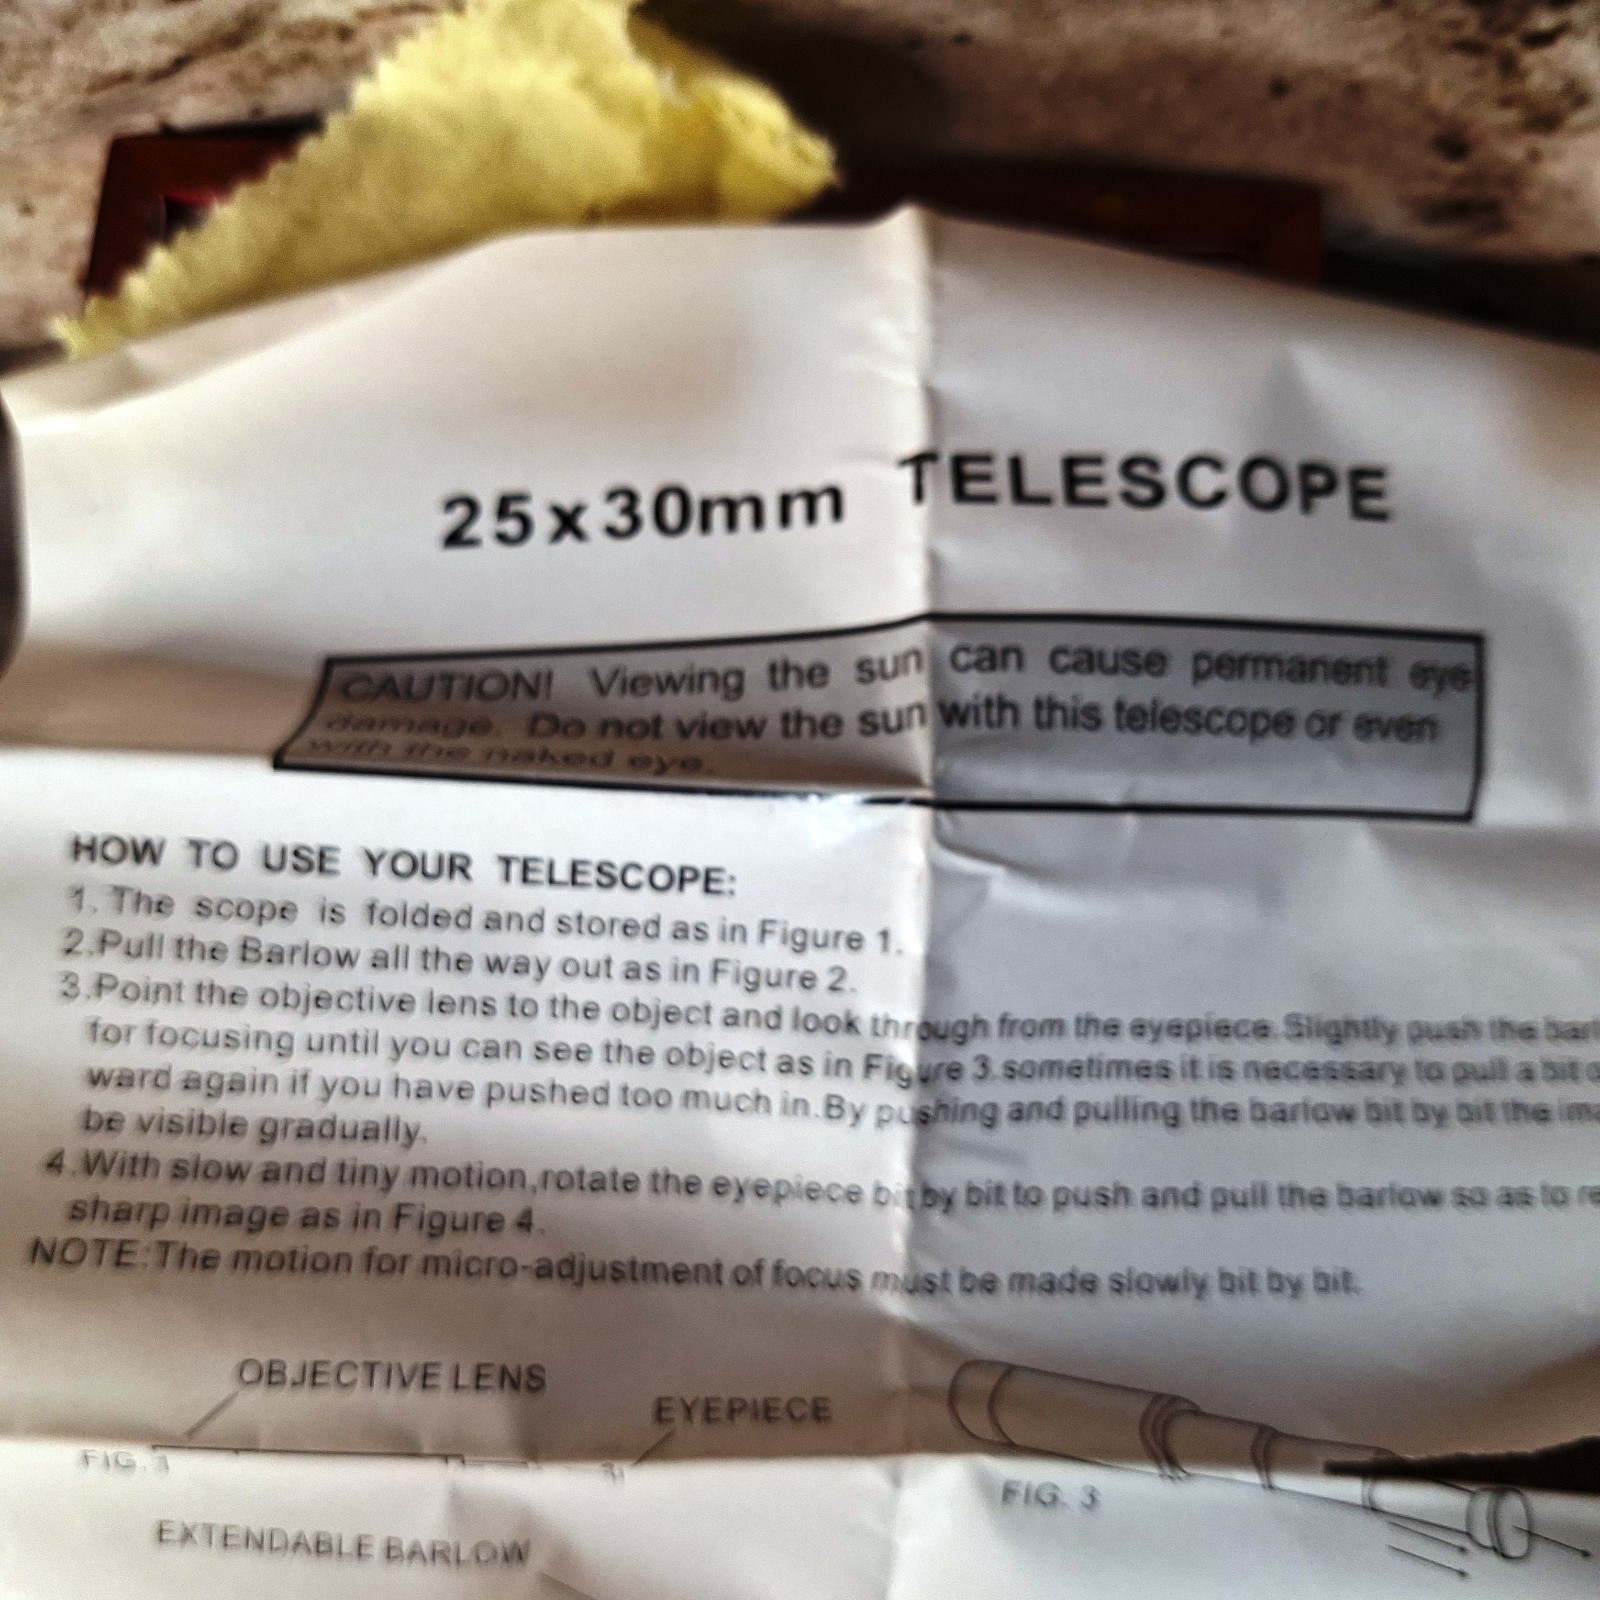 25x30mm TELESCOPE
CAUTION! Viewing the sun can cause permanent eye
damage. Do not view the sun with this telescope or even
with the naked eye.
HOW TO USE YOUR TELESCOPE:
1. The scope is folded and stored as in Figure 1.
2.Pull the Barlow all the way out as in Figure 2.
3.Point the objective lens to the object and look through from the eyepiece.Slightly push the
for focusing until you can see the object as in Figure 3.sometimes it is necessary to pull a bit
ward again if you have pushed too much in.By pushing and pulling the barlow bit by bit the
be visible gradually.
4.With slow and tiny motion,rotate the eyepiece bit by bit to push and pull the barlow so as to
sharp image as in Figure 4.
NOTE:The motion for micro-adjustment of focus must be made slowly bit by bit.
OBJECTIVE LENS
EYEPIECE
FIG. 1
FIG. 3
EXTENDABLE BARLOW